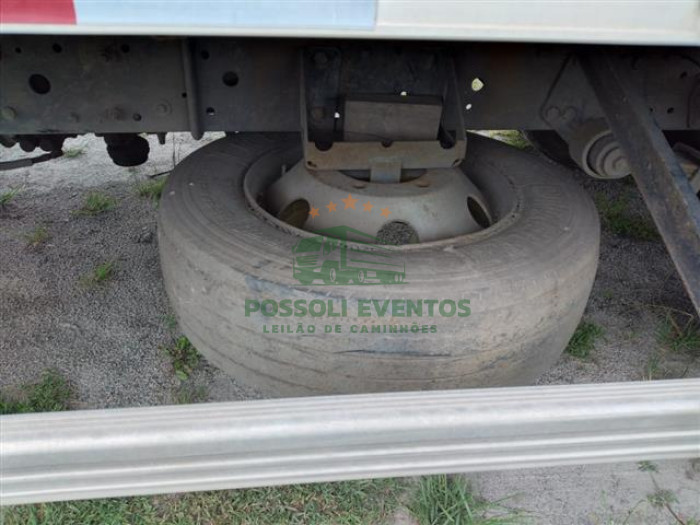 POSSOLI EVENTOS
LEILÃO DE CAMINHÕES